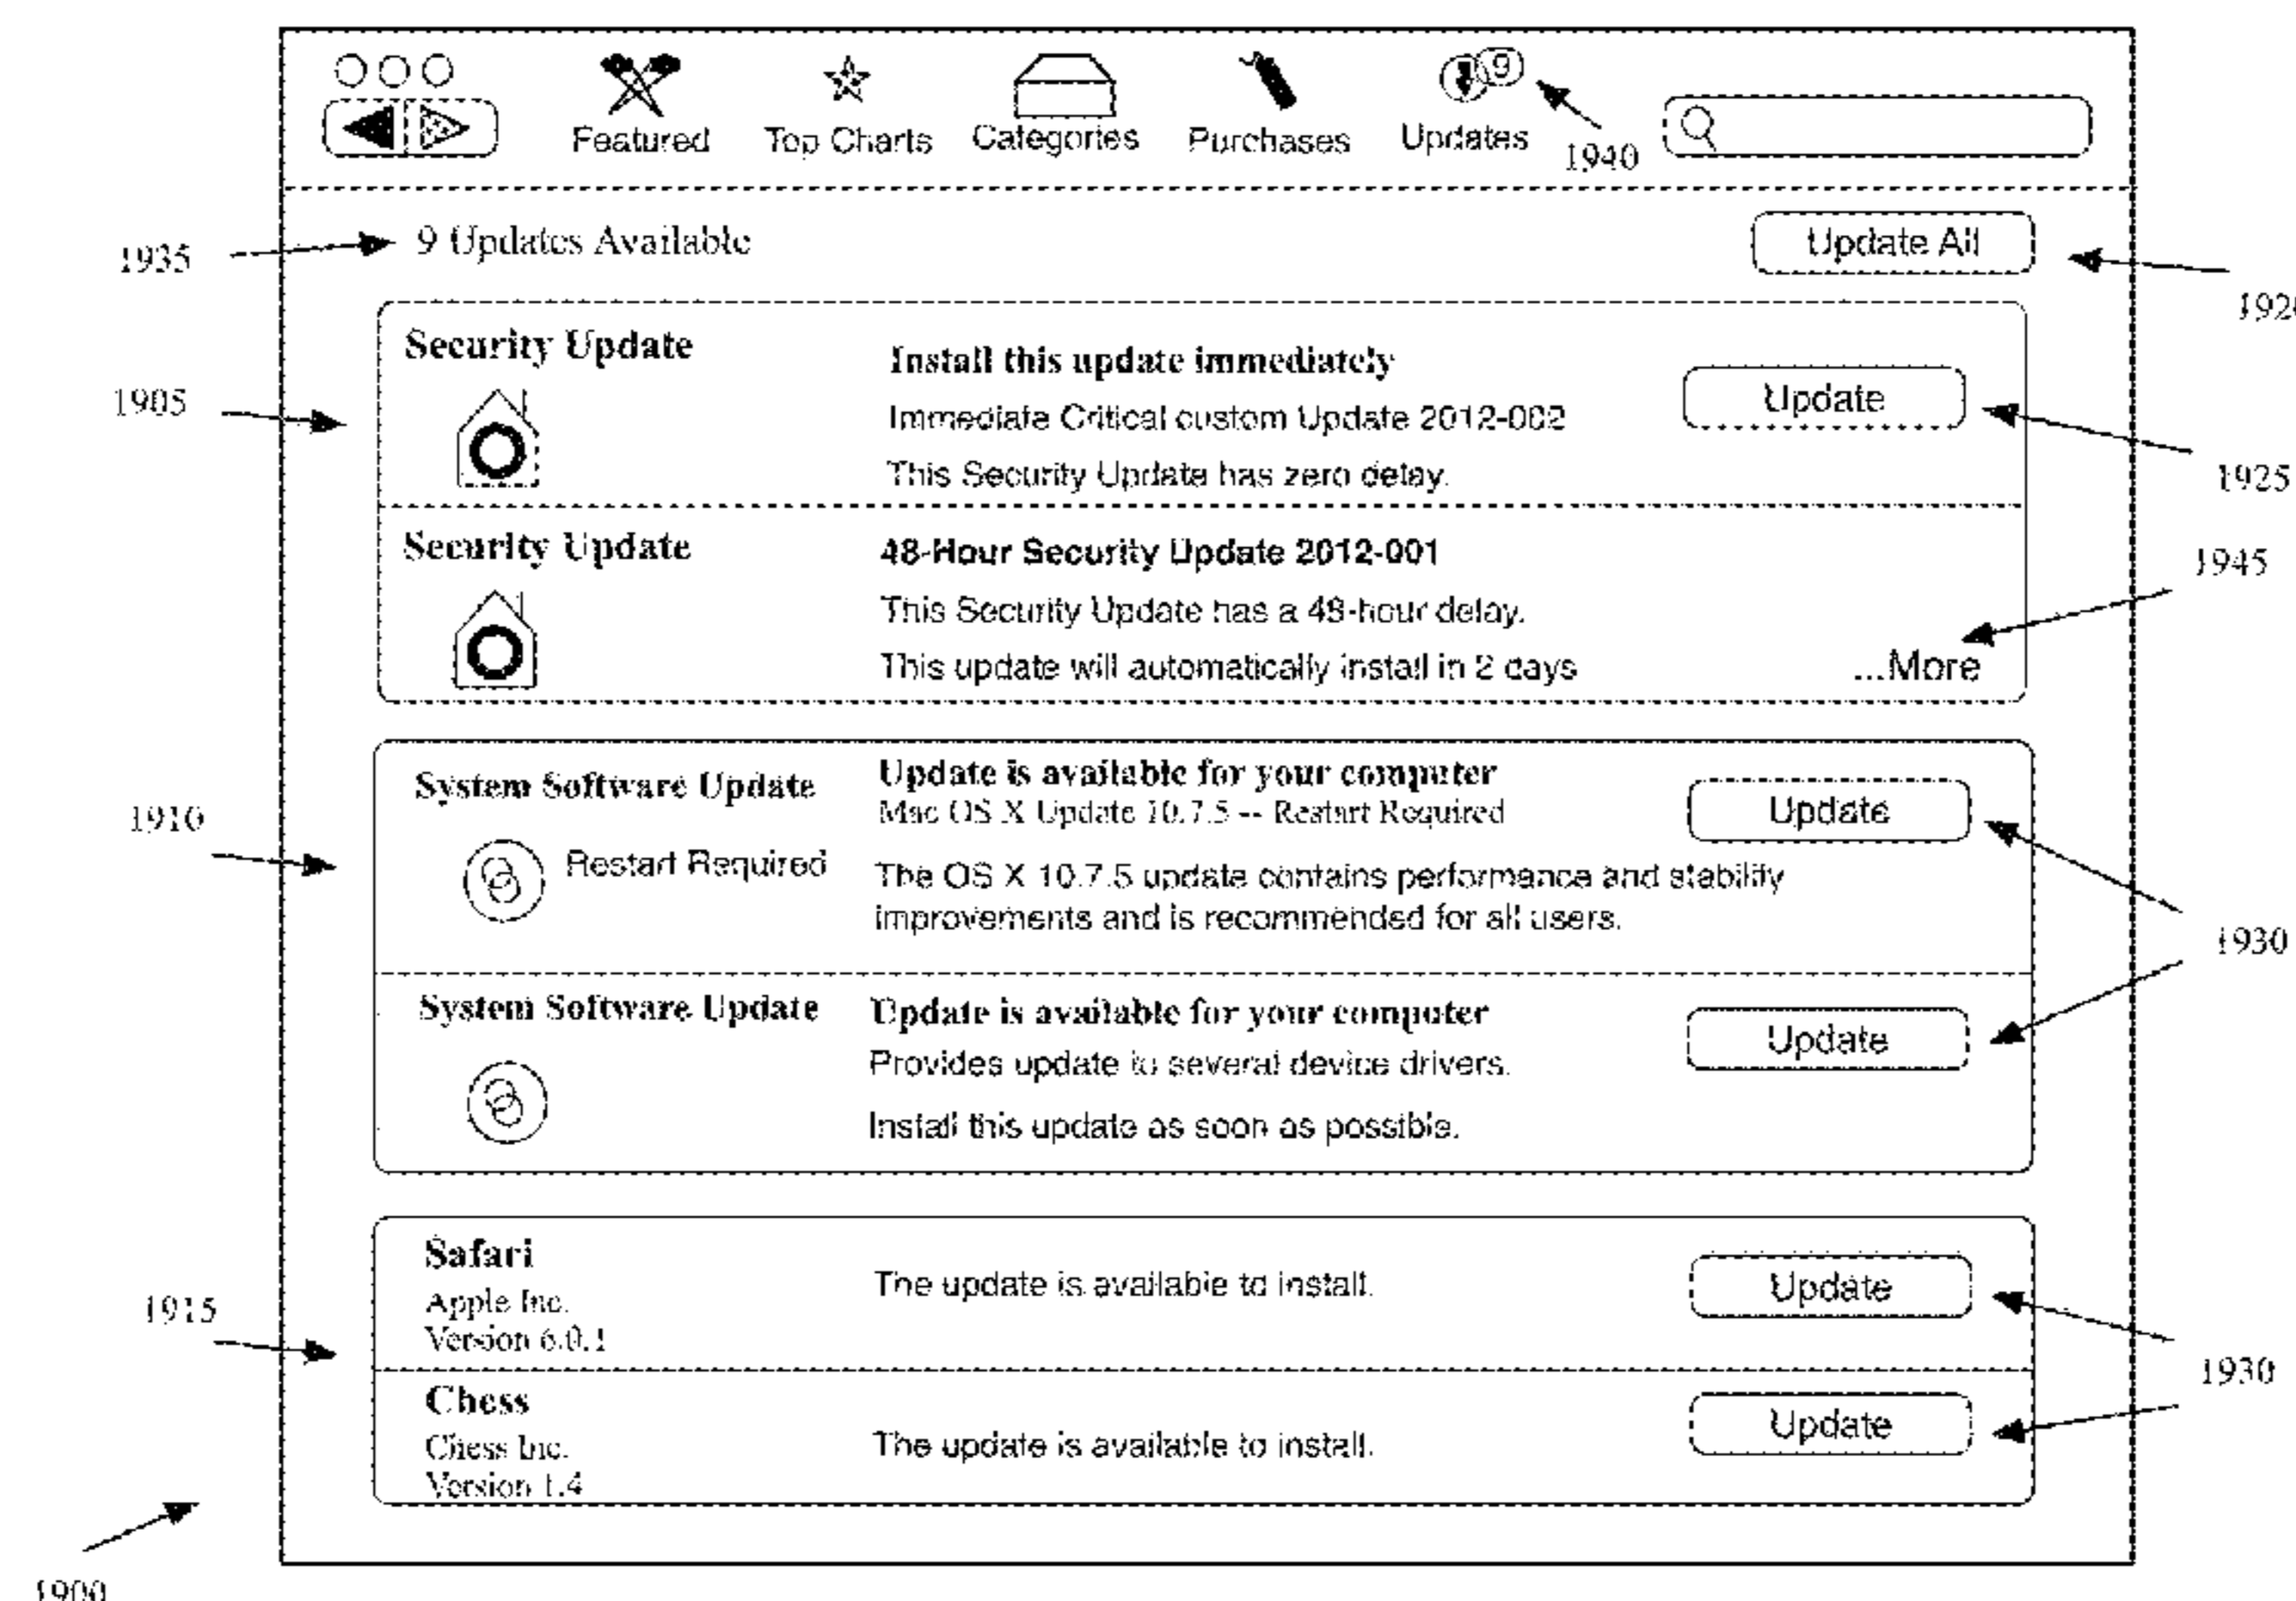 9
Featured
Top Charts
Categories
Purchases
Updates
1940
1935
9 Updates Available
Update All
Security Update
Install this update immediately
Update
1905
Immediate Critical custom Update 2012-002
This Security Update has zero delay.
1925
Security Update
48-Hour Security Update 2012-001
1945
This Security Update has a 48-hour delay.
This update will automatically install in 2 days
...More
System Software Update
Update is available for your computer
Mac OS X Update 10.7.5 -- Restart Required
Update
1910
Restart Required
The OS X 10.7.5 update contains performance and stability
improvements and is recommended for all users.
1930
System Software Update
Update is available for your computer
Update
Provides update to several device drivers.
Install this update as soon as possible.
Safari
Apple Inc.
Version 6.0.1
The update is available to install.
Update
1915
1930
Chess
Chess Inc.
Version 1.4
The update is available to install.
Update
1900